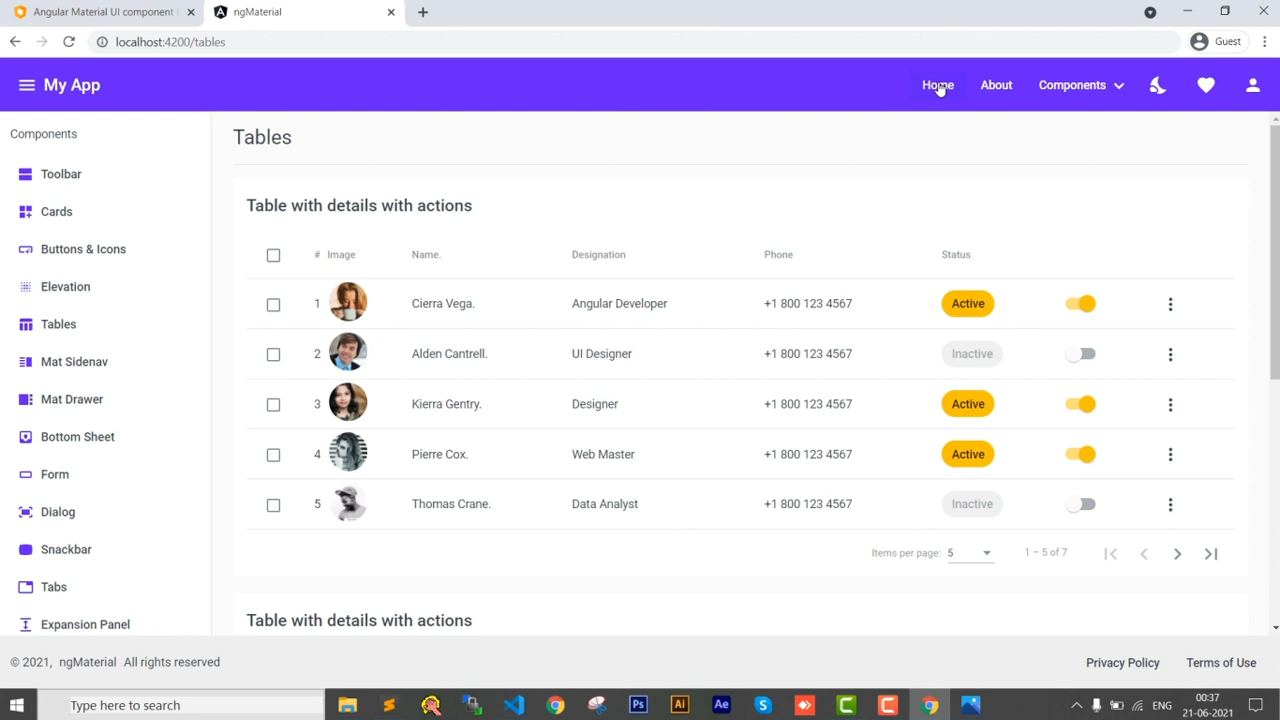 Angular Material UI component
ngMaterial
localhost:4200/tables
Guest
My App
Home
About
Components
Components
Toolbar
Cards
Buttons & Icons
Elevation
Tables
Mat Sidenav
Mat Drawer
Bottom Sheet
Form
Dialog
Snackbar
Tabs
Expansion Panel
Tables
Table with details with actions
# Image Name. Designation Phone Status
1 Cierra Vega. Angular Developer +1 800 123 4567 Active
2 Alden Cantrell. UI Designer +1 800 123 4567 Inactive
3 Kierra Gentry. Designer +1 800 123 4567 Active
4 Pierre Cox. Web Master +1 800 123 4567 Active
5 Thomas Crane. Data Analyst +1 800 123 4567 Inactive
Items per page: 5 1 – 5 of 7
Table with details with actions
© 2021, ngMaterial All rights reserved
Privacy Policy Terms of Use
Type here to search
Ps
Ai
Ae
ENG
00:37
21-06-2021